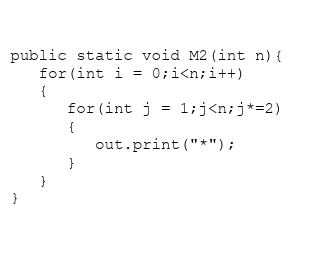 public static void M2(int n){
for(int i = 0;i<n;i++)
{
for(int j = 1;j<n;j*=2)
{
out.print("*");
}
}
}